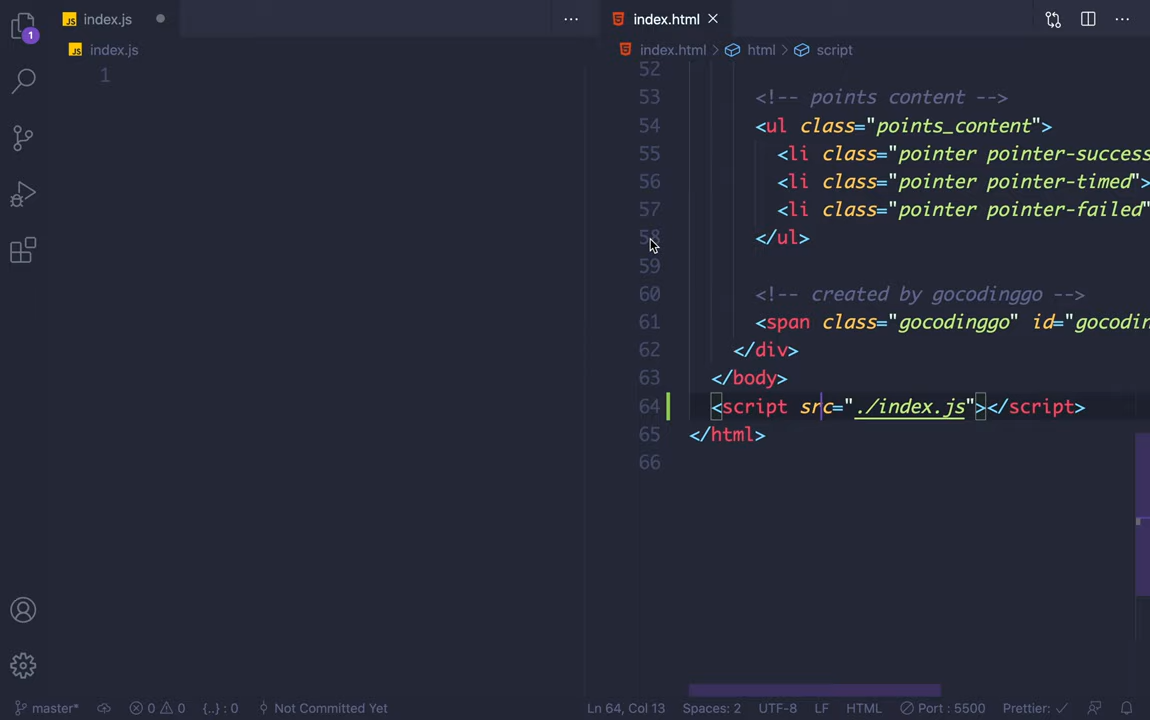 JS index.js
index.html
JS index.js
index.html > html > script
1
1
52
53 <!-- points content -->
54 <ul class="points_content">
55 <li class="pointer pointer-success
56 <li class="pointer pointer-timed">
57 <li class="pointer pointer-failed"
58 </ul>
59
60 <!-- created by gocodinggo -->
61 <span class="gocodinggo" id="gocodin
62 </div>
63 </body>
64 <script src="./index.js"></script>
65 </html>
66
master* 0 0 {..} : 0 Not Committed Yet Ln 64, Col 13 Spaces: 2 UTF-8 LF HTML Port : 5500 Prettier: ✓